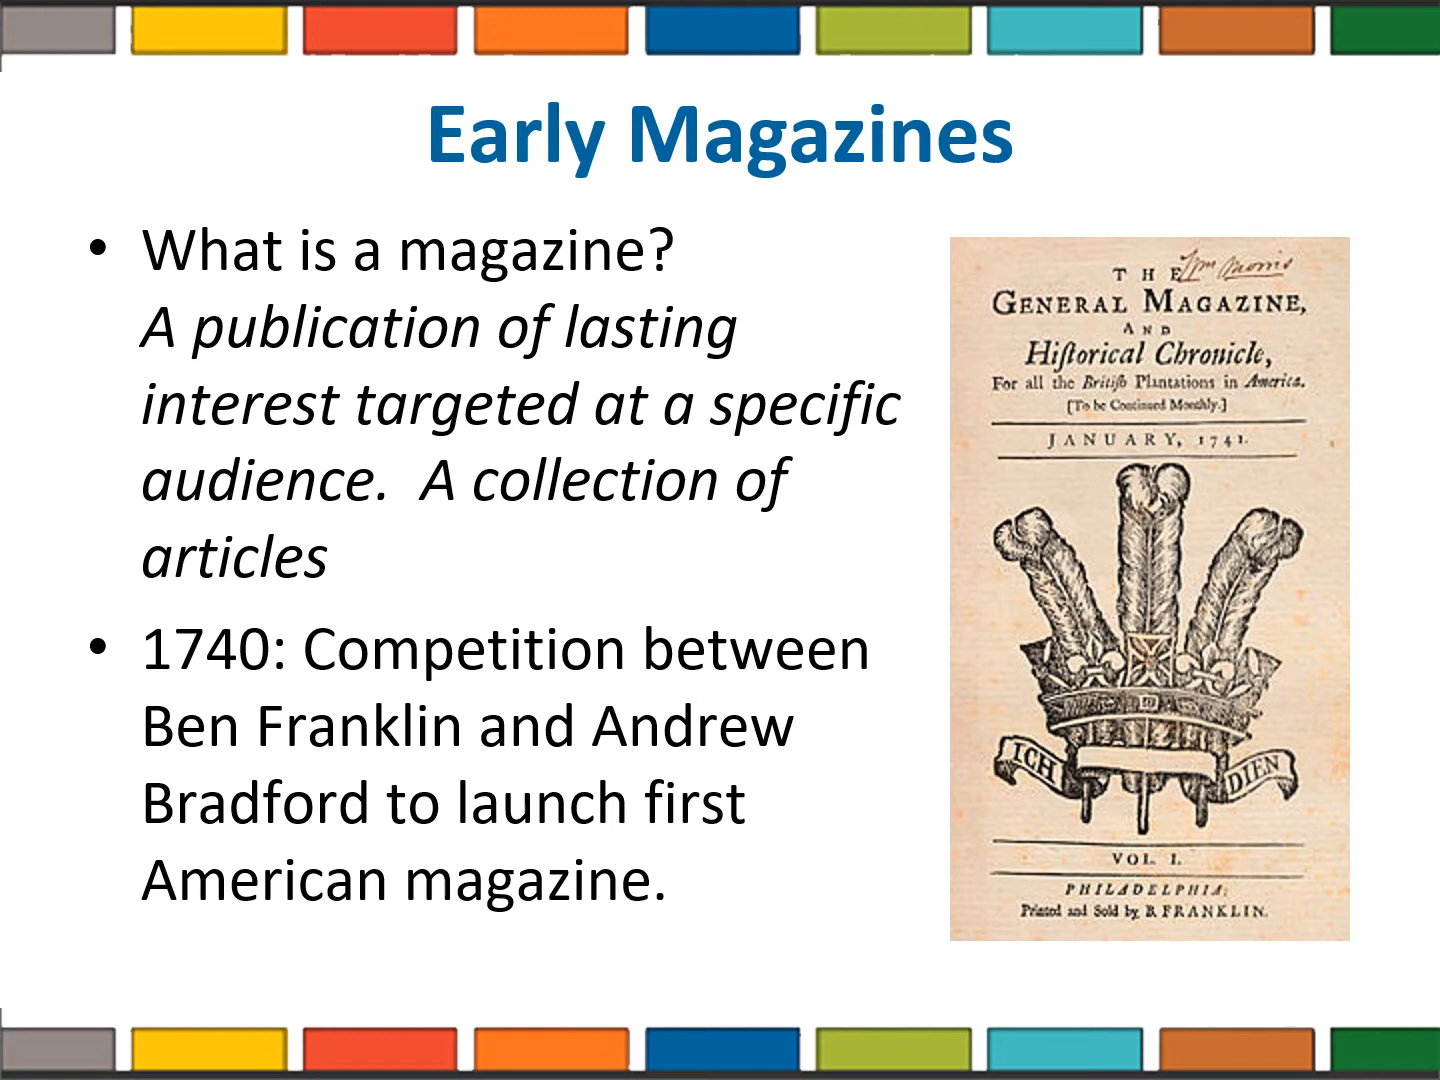 Early Magazines
• What is a magazine?
A publication of lasting
interest targeted at a specific
audience.  A collection of
articles
• 1740: Competition between
Ben Franklin and Andrew
Bradford to launch first
American magazine.
THE
Wm Morris
GENERAL MAGAZINE,
AND
Hiſtorical Chronicle,
For all the Britiſh Plantations in America.
[To be Continued Monthly.]
JANUARY, 1741.
ICH DIEN
VOL. I.
PHILADELPHIA:
Printed and Sold by B. FRANKLIN.